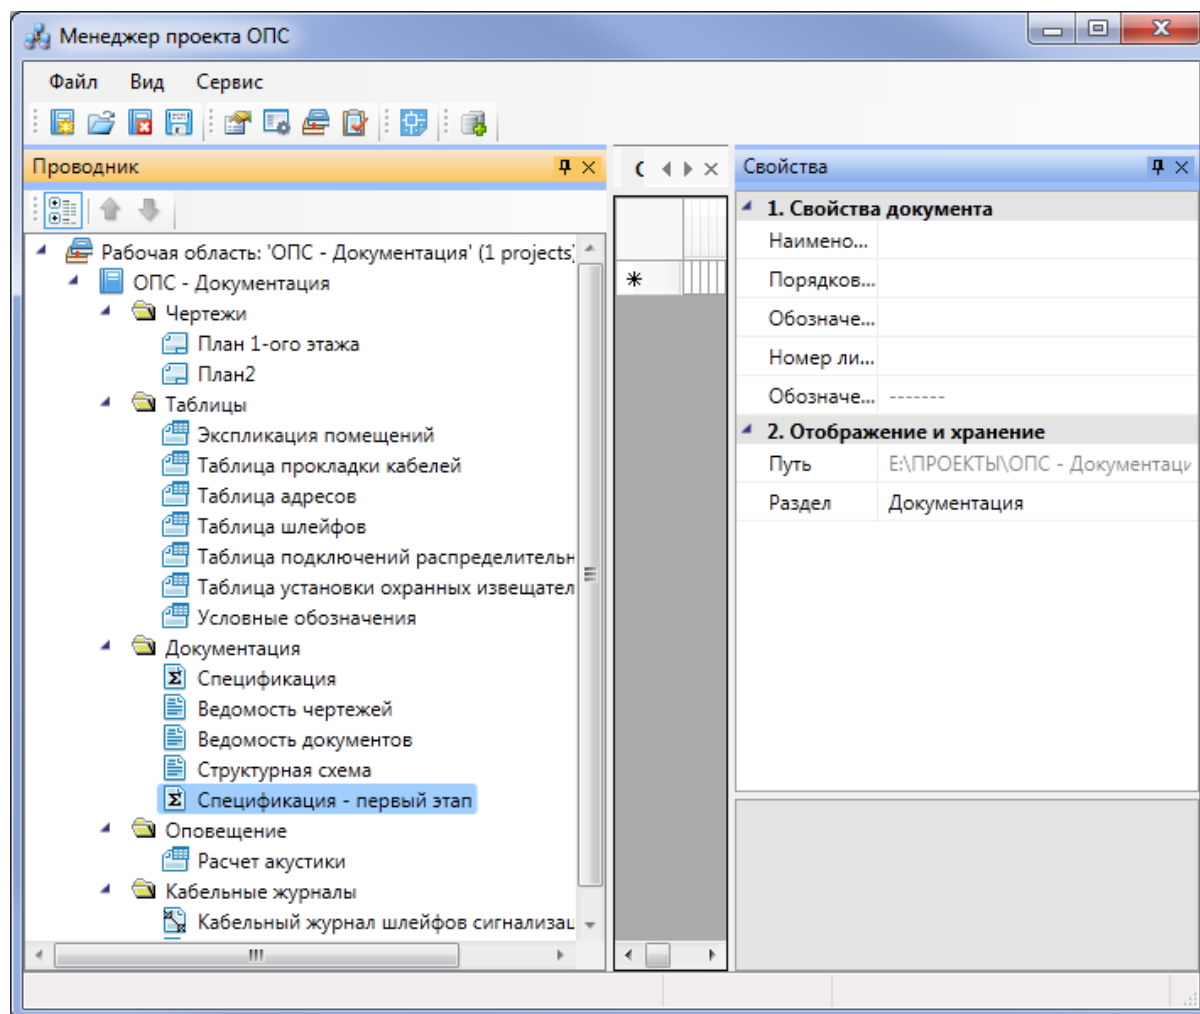 Менеджер проекта ОПС
Файл Вид Сервис
Проводник
Свойства
Рабочая область: 'ОПС - Документация' (1 projects)
ОПС - Документация
Чертежи
План 1-ого этажа
План2
Таблицы
Экспликация помещений
Таблица прокладки кабелей
Таблица адресов
Таблица шлейфов
Таблица подключений распределительн
Таблица установки охранных извещател
Условные обозначения
Документация
Спецификация
Ведомость чертежей
Ведомость документов
Структурная схема
Спецификация - первый этап
Оповещение
Расчет акустики
Кабельные журналы
Кабельный журнал шлейфов сигнализац
1. Свойства документа
Наимено...
Порядков...
Обозначе...
Номер ли...
Обозначе... -------
2. Отображение и хранение
Путь E:\ПРОЕКТЫ\ОПС - Документаци
Раздел Документация